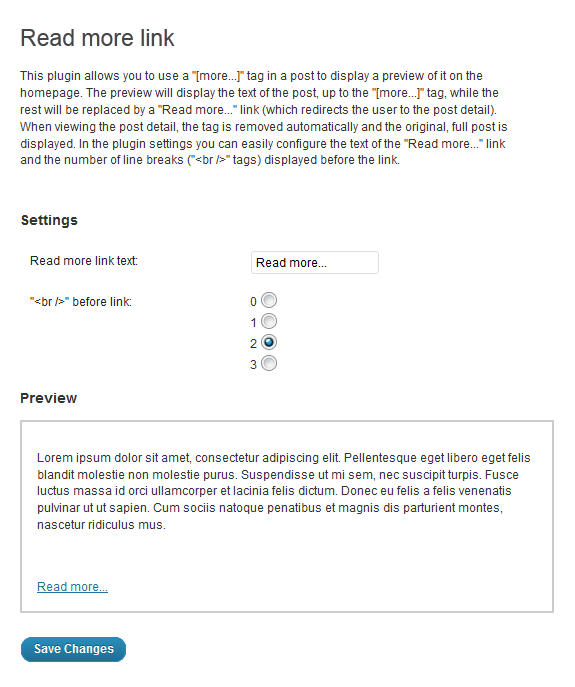 Read more link
This plugin allows you to use a "[more...]" tag in a post to display a preview of it on the
homepage. The preview will display the text of the post, up to the "[more...]" tag, while the
rest will be replaced by a "Read more..." link (which redirects the user to the post detail).
When viewing the post detail, the tag is removed automatically and the original, full post is
displayed. In the plugin settings you can easily configure the text of the "Read more..." link
and the number of line breaks ("<br />" tags) displayed before the link.
Settings
Read more link text: Read more...
"<br />" before link: 0
1
2
3
Preview
Lorem ipsum dolor sit amet, consectetur adipiscing elit. Pellentesque eget libero eget felis
blandit molestie non molestie purus. Suspendisse ut mi sem, nec suscipit turpis. Fusce
luctus massa id orci ullamcorper et lacinia felis dictum. Donec eu felis a felis venenatis
pulvinar ut ut sapien. Cum sociis natoque penatibus et magnis dis parturient montes,
nascetur ridiculus mus.
Read more...
Save Changes